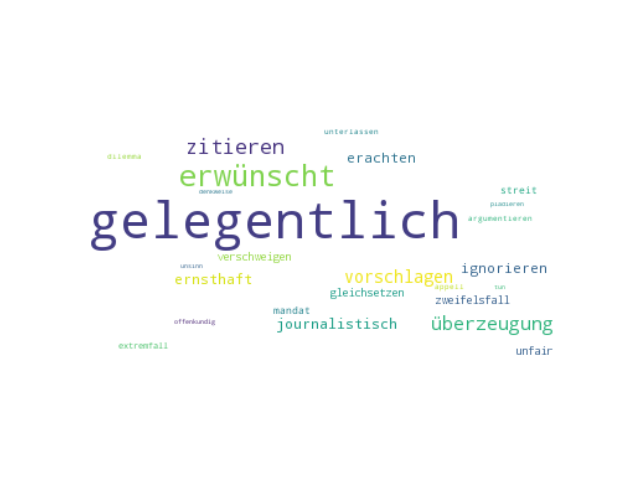 unterlassen
zitieren
dilemma
erachten
erwünscht
denkweise
streit
gelegentlich
plädieren
argumentieren
verschweigen
unsinn
ignorieren
ernsthaft
vorschlagen
appell
tun
gleichsetzen
zweifelsfall
mandat
offenkundig
journalistisch
überzeugung
extremfall
unfair